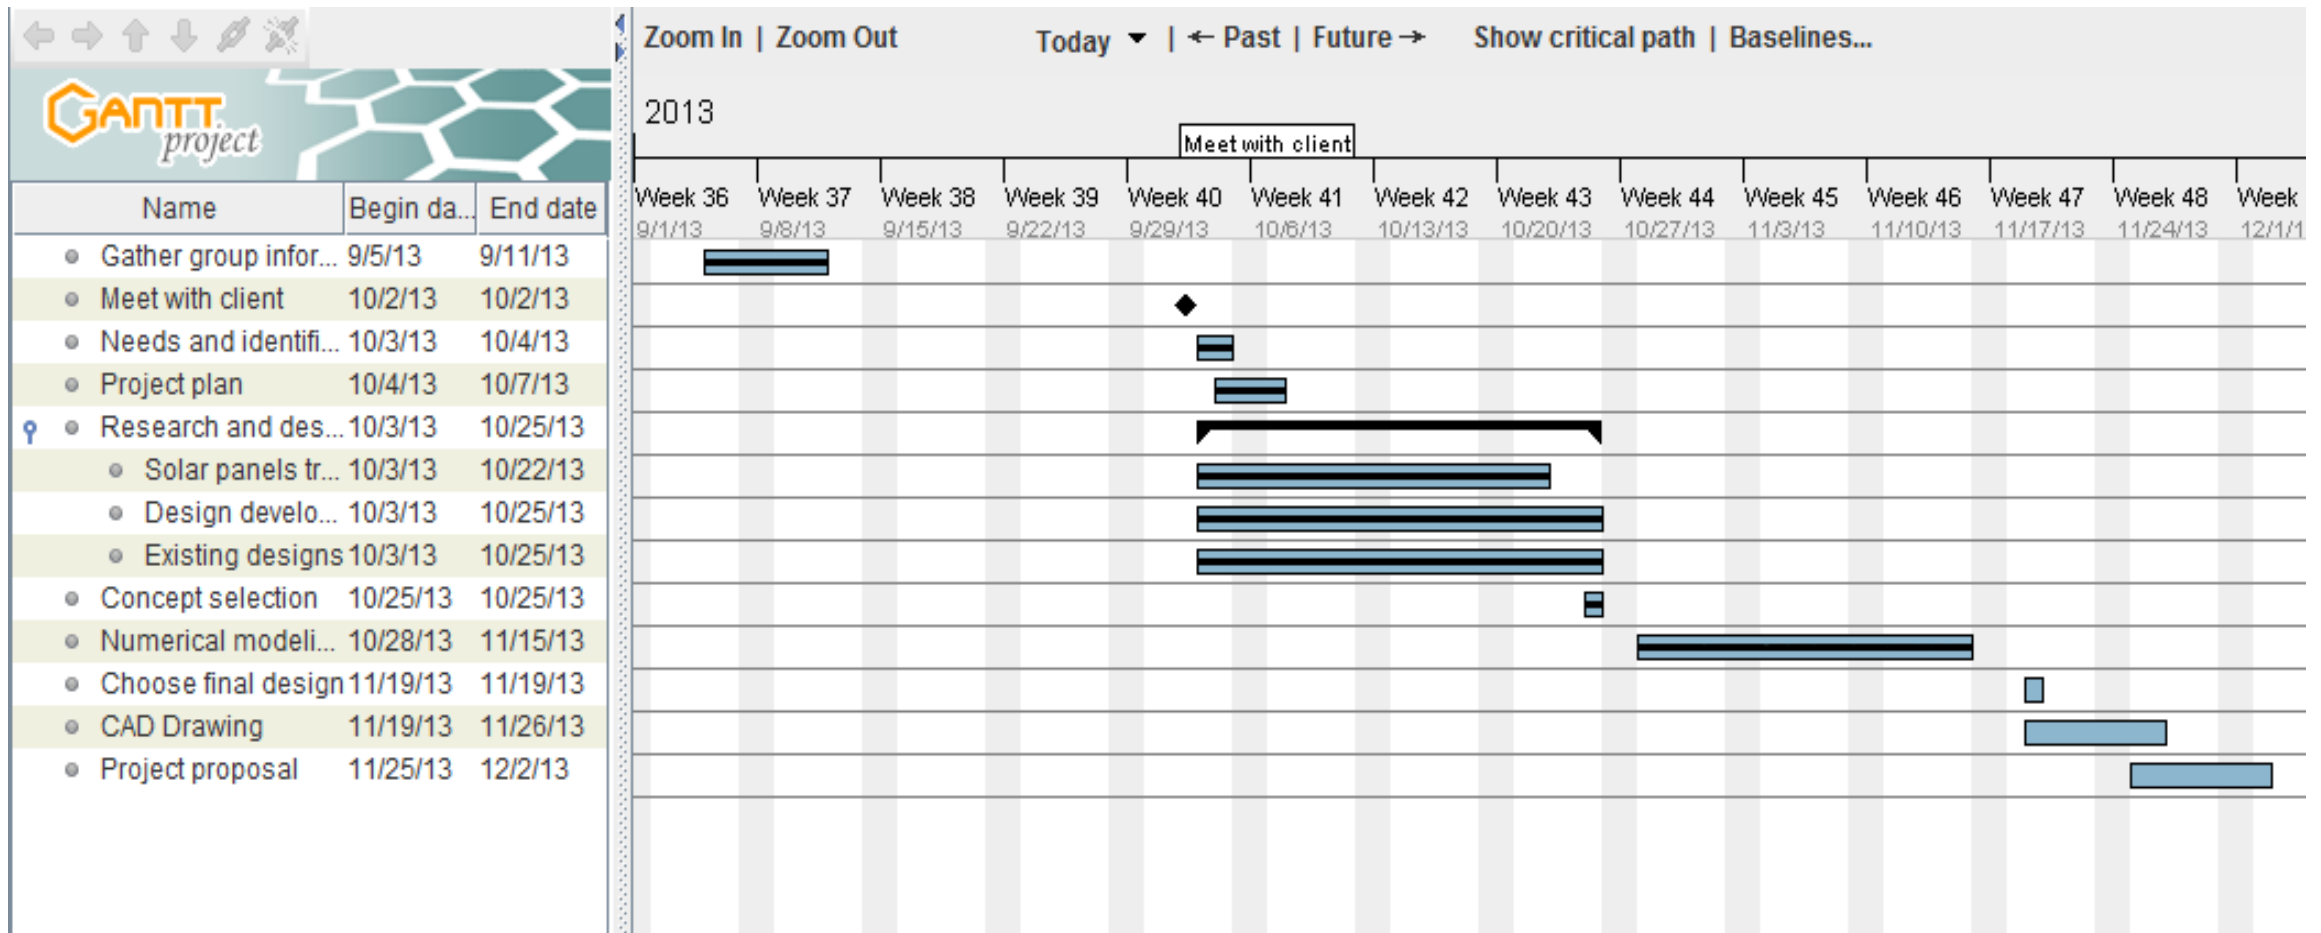 Zoom In | Zoom Out Today ▼ | ← Past | Future → Show critical path | Baselines...
GANTT
project
2013
Meet with client
Week 36 Week 37 Week 38 Week 39 Week 40 Week 41 Week 42 Week 43 Week 44 Week 45 Week 46 Week 47 Week 48 Week
9/1/13 9/8/13 9/15/13 9/22/13 9/29/13 10/6/13 10/13/13 10/20/13 10/27/13 11/3/13 11/10/13 11/17/13 11/24/13 12/1/1
Name Begin da... End date
Gather group infor... 9/5/13 9/11/13
Meet with client 10/2/13 10/2/13
Needs and identifi... 10/3/13 10/4/13
Project plan 10/4/13 10/7/13
Research and des... 10/3/13 10/25/13
Solar panels tr... 10/3/13 10/22/13
Design develo... 10/3/13 10/25/13
Existing designs 10/3/13 10/25/13
Concept selection 10/25/13 10/25/13
Numerical modeli... 10/28/13 11/15/13
Choose final design 11/19/13 11/19/13
CAD Drawing 11/19/13 11/26/13
Project proposal 11/25/13 12/2/13